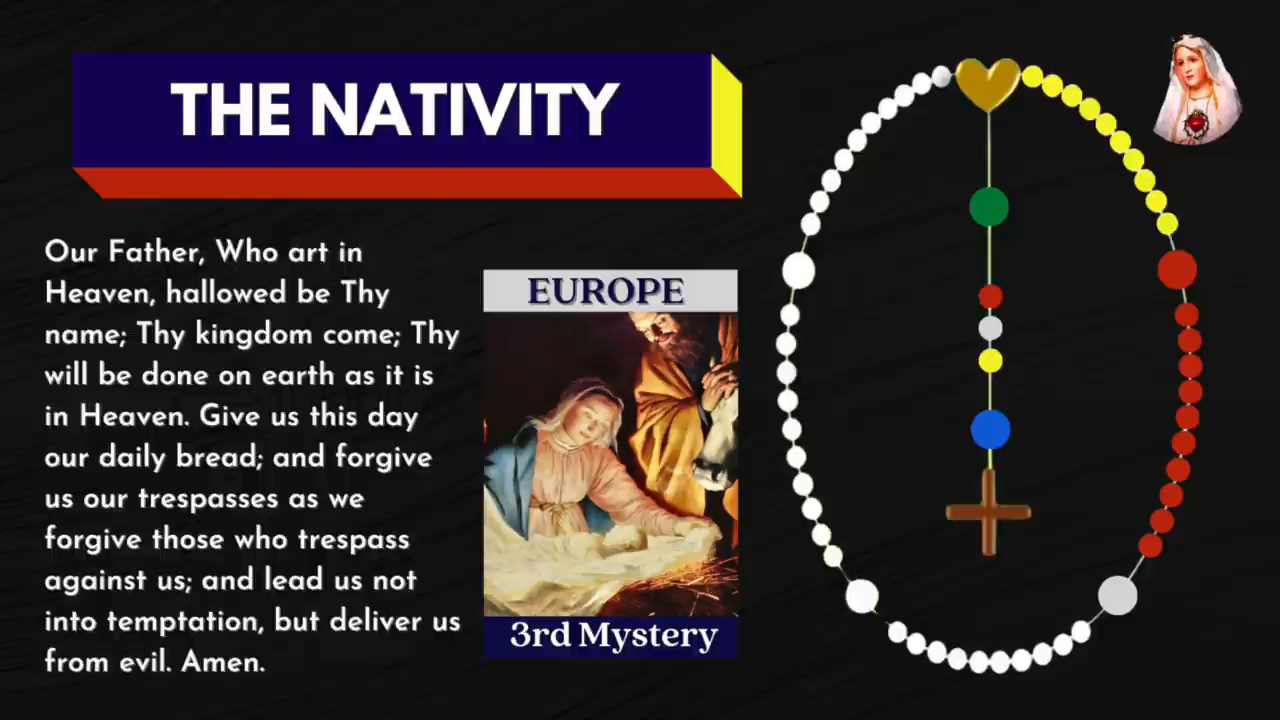 THE NATIVITY
Our Father, Who art in
Heaven, hallowed be Thy
name; Thy kingdom come; Thy
will be done on earth as it is
in Heaven. Give us this day
our daily bread; and forgive
us our trespasses as we
forgive those who trespass
against us; and lead us not
into temptation, but deliver us
from evil. Amen.
EUROPE
3rd Mystery